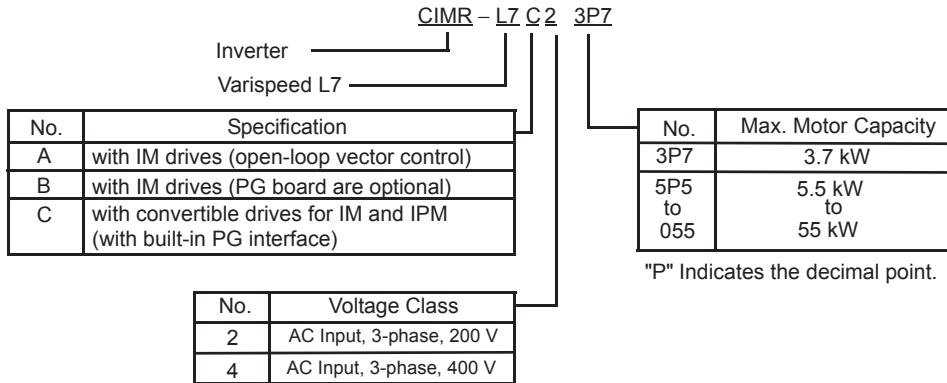 CIMR – L7 C 2 3P7
Inverter
Varispeed L7
No. Specification
A with IM drives (open-loop vector control)
B with IM drives (PG board are optional)
C with convertible drives for IM and IPM
(with built-in PG interface)
No. Max. Motor Capacity
3P7 3.7 kW
5P5 5.5 kW
to to
055 55 kW
"P" Indicates the decimal point.
No. Voltage Class
2 AC Input, 3-phase, 200 V
4 AC Input, 3-phase, 400 V